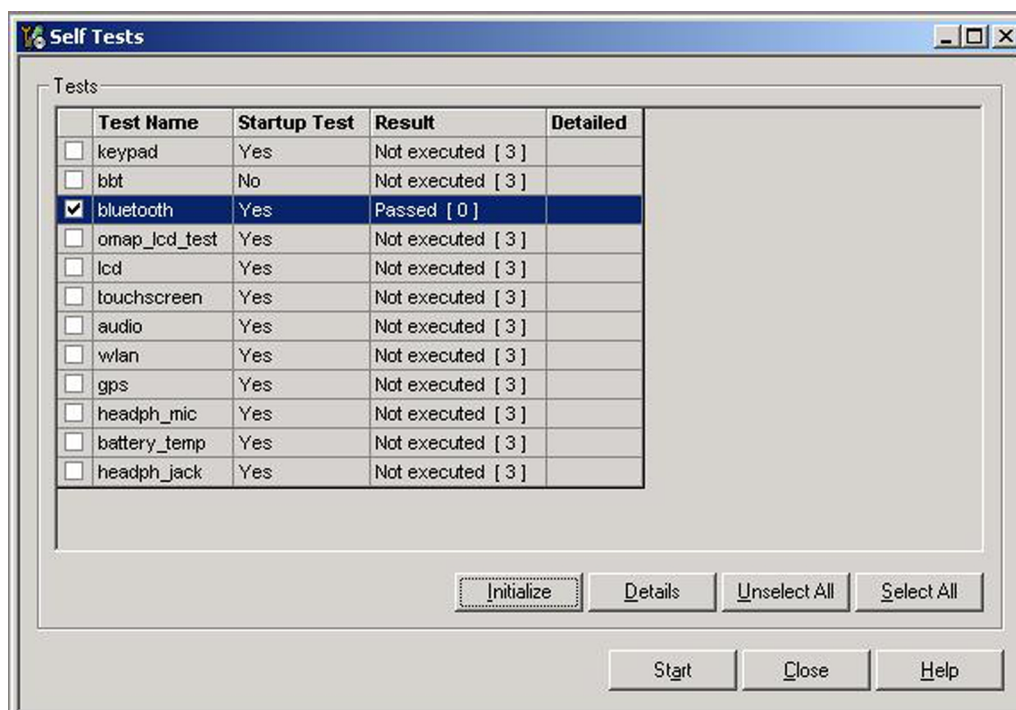 Self Tests
Tests
Test Name Startup Test Result Detailed
keypad Yes Not executed [ 3 ]
bbt No Not executed [ 3 ]
bluetooth Yes Passed [ 0 ]
omap_lcd_test Yes Not executed [ 3 ]
lcd Yes Not executed [ 3 ]
touchscreen Yes Not executed [ 3 ]
audio Yes Not executed [ 3 ]
wlan Yes Not executed [ 3 ]
gps Yes Not executed [ 3 ]
headph_mic Yes Not executed [ 3 ]
battery_temp Yes Not executed [ 3 ]
headph_jack Yes Not executed [ 3 ]
Initialize Details Unselect All Select All
Start Close Help